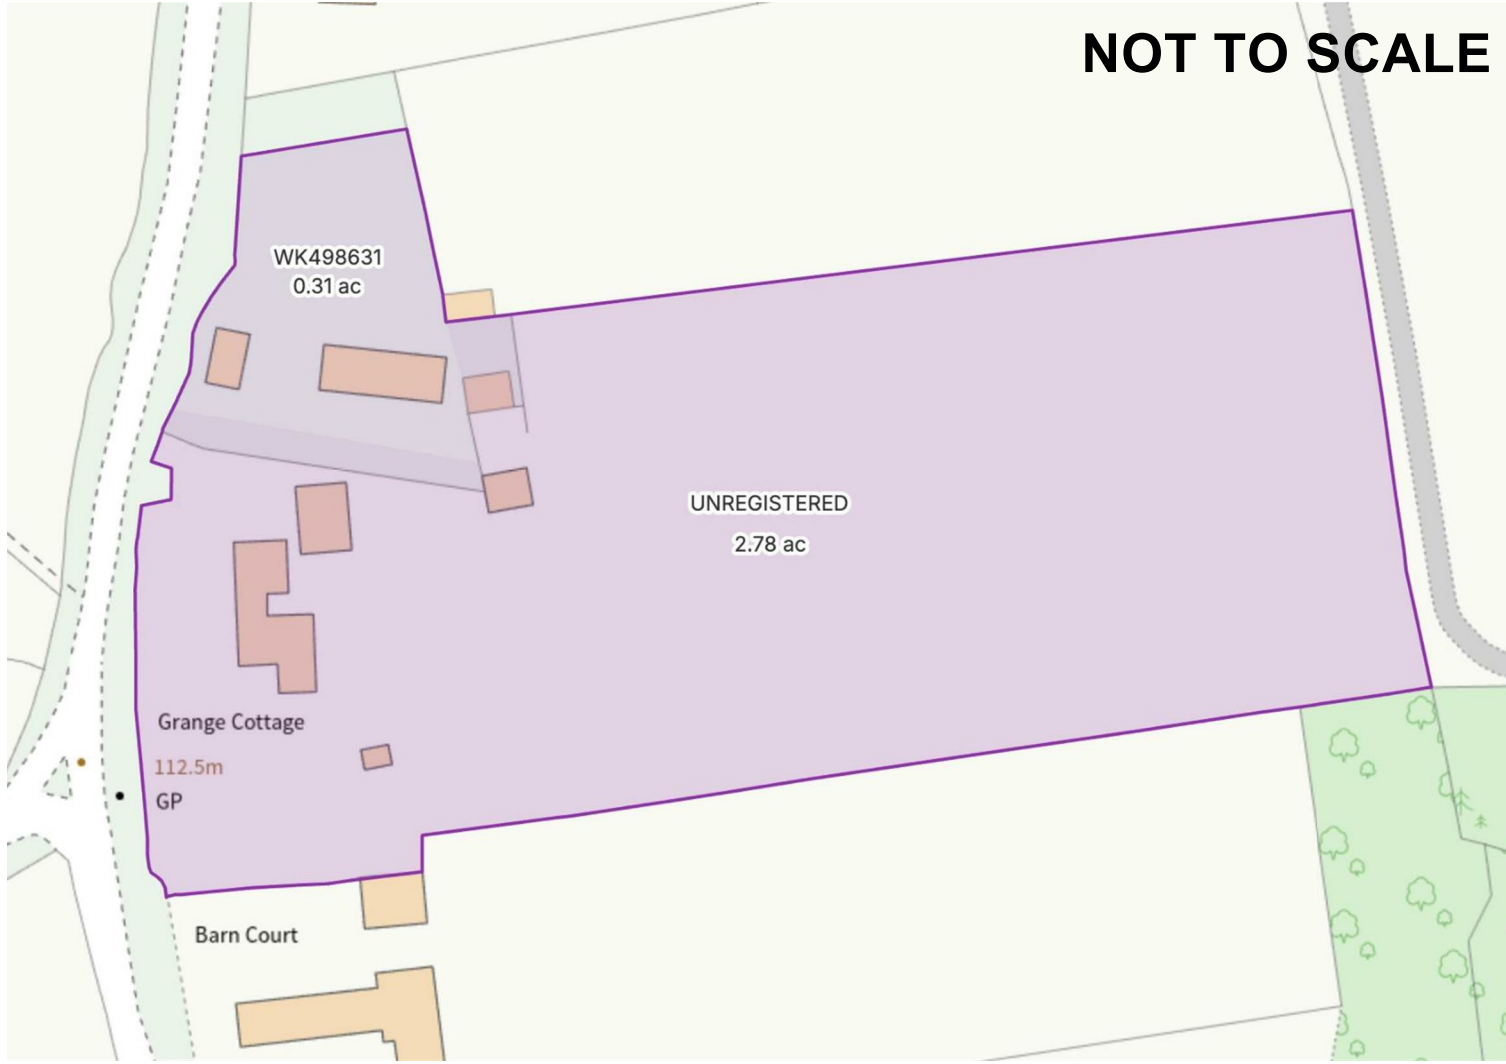 NOT TO SCALE
WK498631
0.31 ac
UNREGISTERED
2.78 ac
Grange Cottage
112.5m
GP
Barn Court